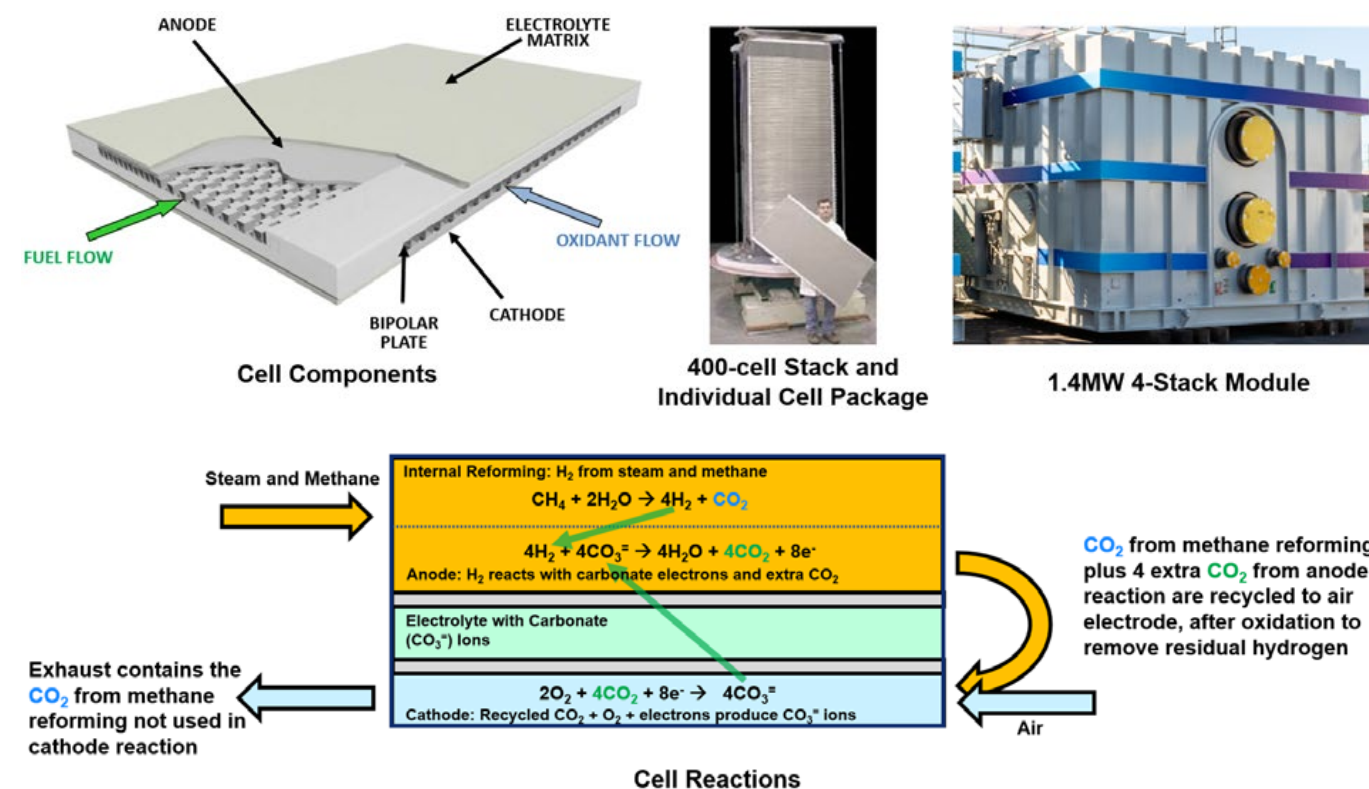 ANODE
ELECTROLYTE
MATRIX
FUEL FLOW
OXIDANT FLOW
BIPOLAR
PLATE
CATHODE
Cell Components
400-cell Stack and
Individual Cell Package
1.4MW 4-Stack Module
Steam and Methane
Internal Reforming: H₂ from steam and methane
CH₄ + 2H₂O → 4H₂ + CO₂
4H₂ + 4CO₃⁼ → 4H₂O + 4CO₂ + 8e⁻
Anode: H₂ reacts with carbonate electrons and extra CO₂
Electrolyte with Carbonate
(CO₃⁼) Ions
2O₂ + 4CO₂ + 8e⁻ → 4CO₃⁼
Cathode: Recycled CO₂ + O₂ + electrons produce CO₃⁼ ions
CO₂ from methane reforming
plus 4 extra CO₂ from anode
reaction are recycled to air
electrode, after oxidation to
remove residual hydrogen
Air
Exhaust contains the
CO₂ from methane
reforming not used in
cathode reaction
Cell Reactions